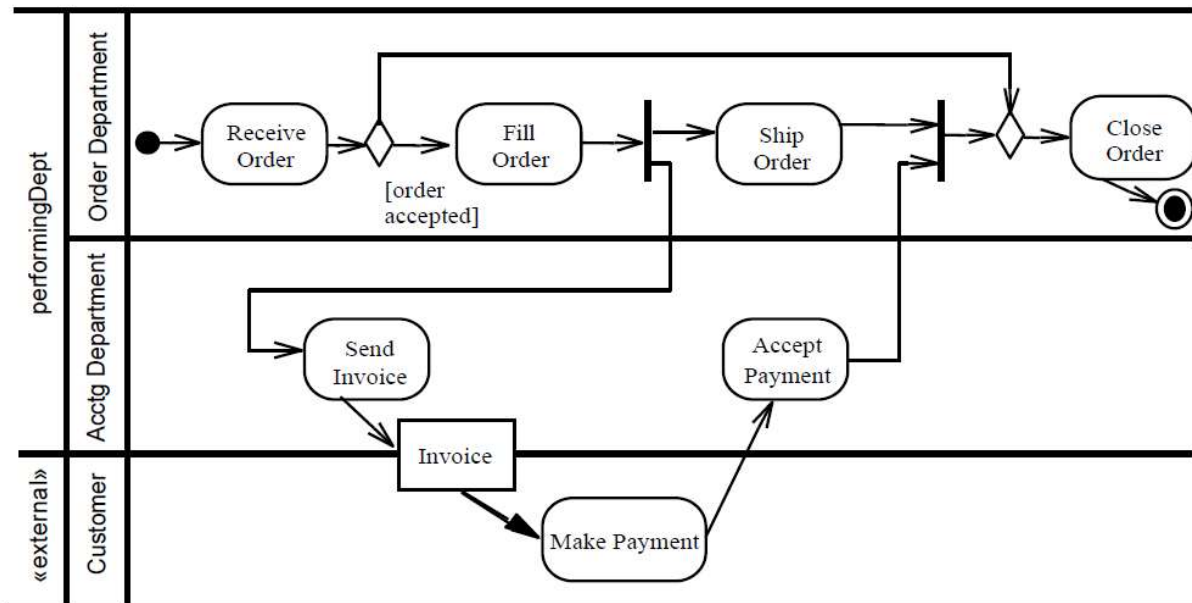 performingDept
Order Department
Receive
Order
[order
accepted]
Fill
Order
Ship
Order
Close
Order
Acctg Department
Send
Invoice
Accept
Payment
Invoice
«external»
Customer
Make Payment